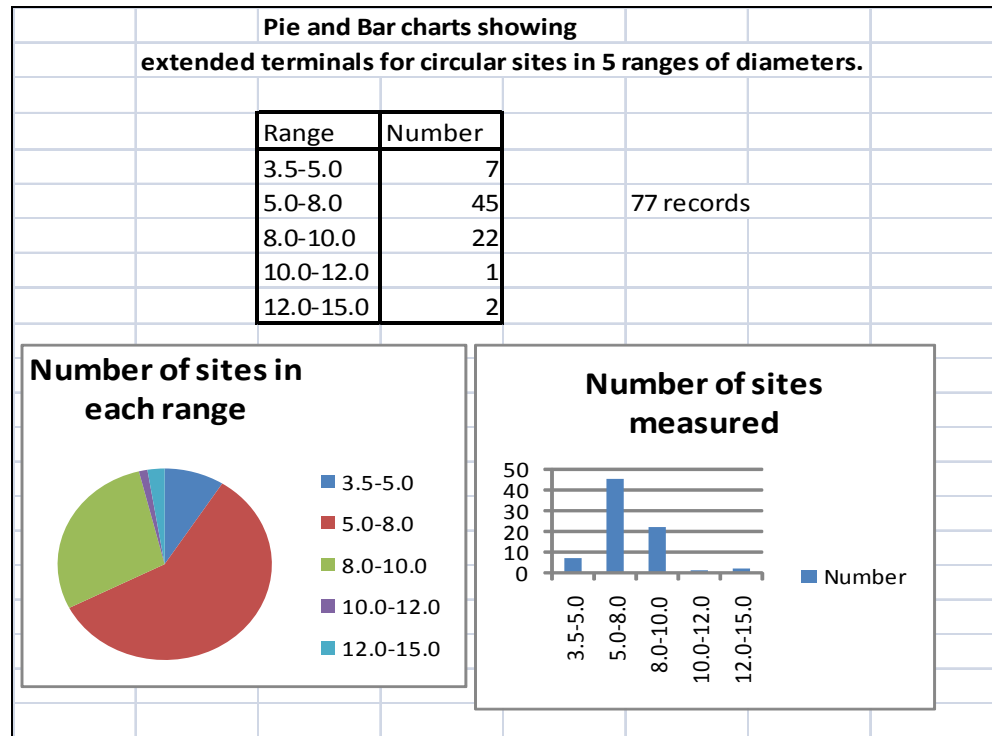 Pie and Bar charts showing
extended terminals for circular sites in 5 ranges of diameters.
Range Number
3.5-5.0 7
5.0-8.0 45 77 records
8.0-10.0 22
10.0-12.0 1
12.0-15.0 2
Number of sites in
each range
3.5-5.0
5.0-8.0
8.0-10.0
10.0-12.0
12.0-15.0
Number of sites
measured
50
40
30
20
10
0
3.5-5.0
5.0-8.0
8.0-10.0
10.0-12.0
12.0-15.0
Number